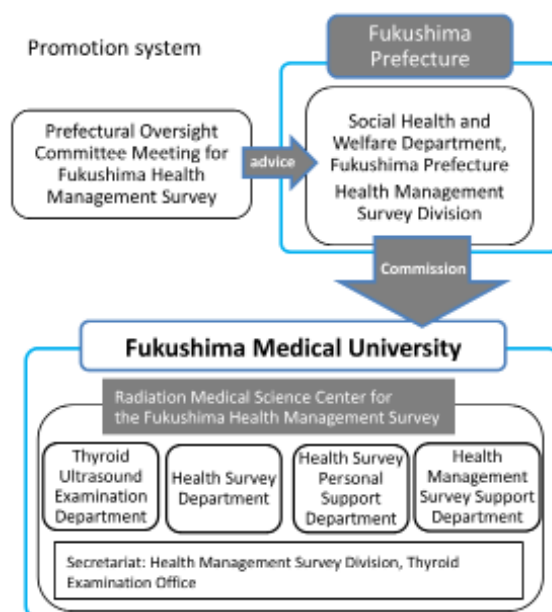 Promotion system
Fukushima
Prefecture
Prefectural Oversight
Committee Meeting for
Fukushima Health
Management Survey
advice
Social Health and
Welfare Department,
Fukushima Prefecture
Health Management
Survey Division
Commission
Fukushima Medical University
Radiation Medical Science Center for
the Fukushima Health Management Survey
Thyroid
Ultrasound
Examination
Department
Health Survey
Department
Health Survey
Personal
Support
Department
Health
Management
Survey Support
Department
Secretariat: Health Management Survey Division, Thyroid
Examination Office